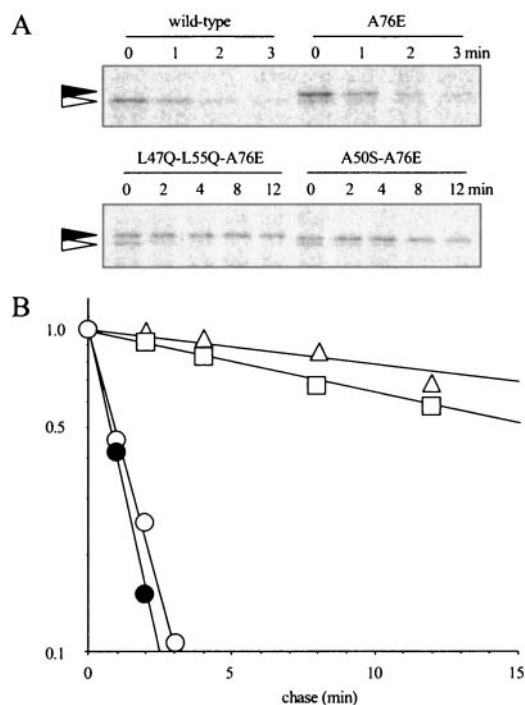 A
wild-type A76E
0 1 2 3 0 1 2 3 min
L47Q-L55Q-A76E A50S-A76E
0 2 4 8 12 0 2 4 8 12 min
B
1.0
0.5
0.1
0 5 10 15
chase (min)